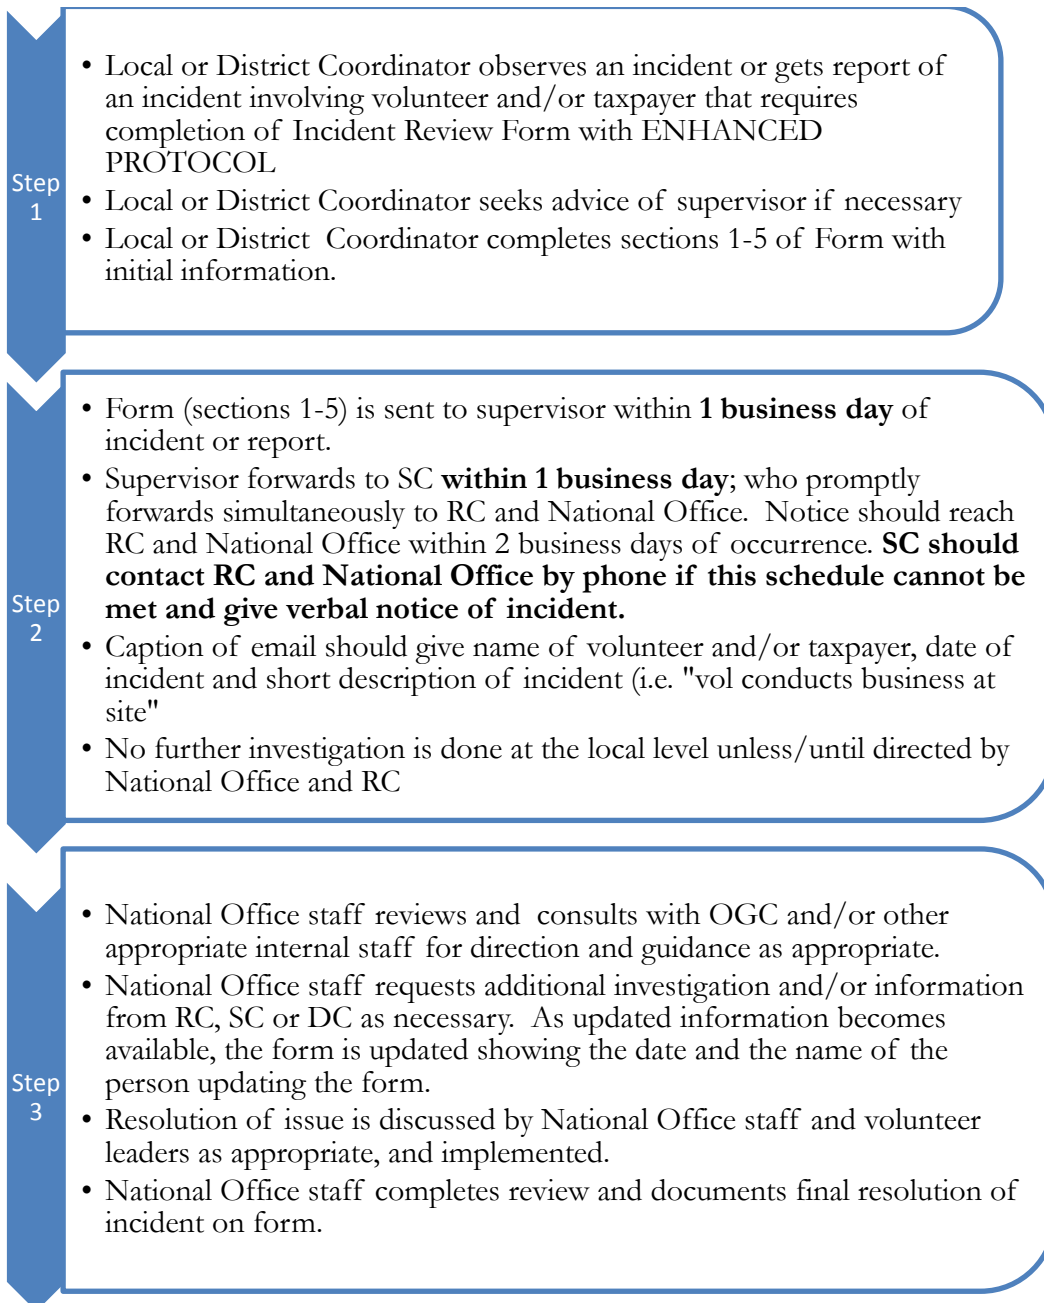 Step
1
• Local or District Coordinator observes an incident or gets report of
an incident involving volunteer and/or taxpayer that requires
completion of Incident Review Form with ENHANCED
PROTOCOL
• Local or District Coordinator seeks advice of supervisor if necessary
• Local or District Coordinator completes sections 1-5 of Form with
initial information.
Step
2
• Form (sections 1-5) is sent to supervisor within 1 business day of
incident or report.
• Supervisor forwards to SC within 1 business day; who promptly
forwards simultaneously to RC and National Office. Notice should reach
RC and National Office within 2 business days of occurrence. SC should
contact RC and National Office by phone if this schedule cannot be
met and give verbal notice of incident.
• Caption of email should give name of volunteer and/or taxpayer, date of
incident and short description of incident (i.e. "vol conducts business at
site"
• No further investigation is done at the local level unless/until directed by
National Office and RC
Step
3
• National Office staff reviews and consults with OGC and/or other
appropriate internal staff for direction and guidance as appropriate.
• National Office staff requests additional investigation and/or information
from RC, SC or DC as necessary. As updated information becomes
available, the form is updated showing the date and the name of the
person updating the form.
• Resolution of issue is discussed by National Office staff and volunteer
leaders as appropriate, and implemented.
• National Office staff completes review and documents final resolution of
incident on form.